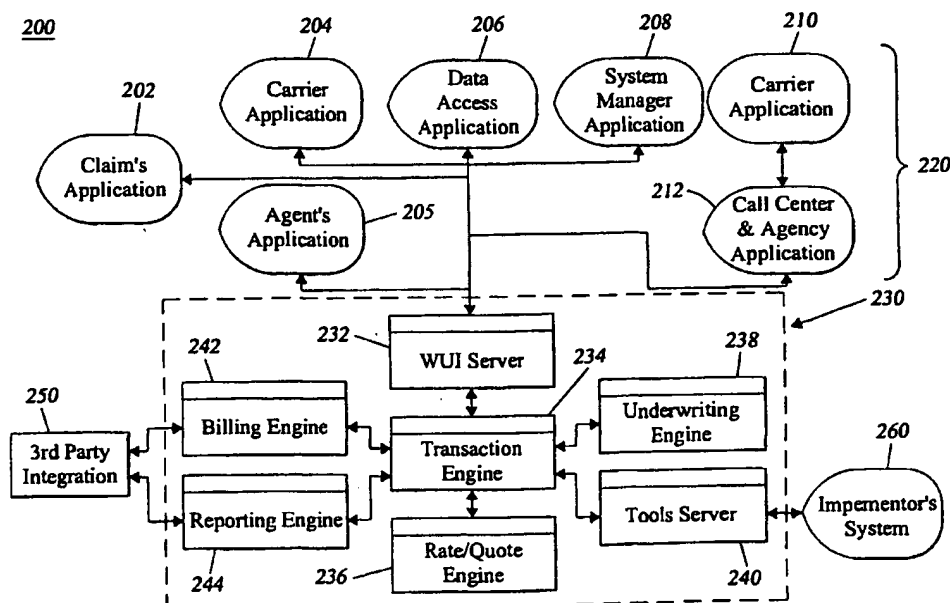 200
204
206
208
210
202
Carrier
Application
Data
Access
Application
System
Manager
Application
Carrier
Application
220
Claim's
Application
Agent's
Application
205
212
Call Center
& Agency
Application
230
232
WUI Server
234
238
242
Billing Engine
Transaction
Engine
Underwriting
Engine
250
3rd Party
Integration
260
Impementor's
System
Reporting Engine
Tools Server
244
236
Rate/Quote
Engine
240